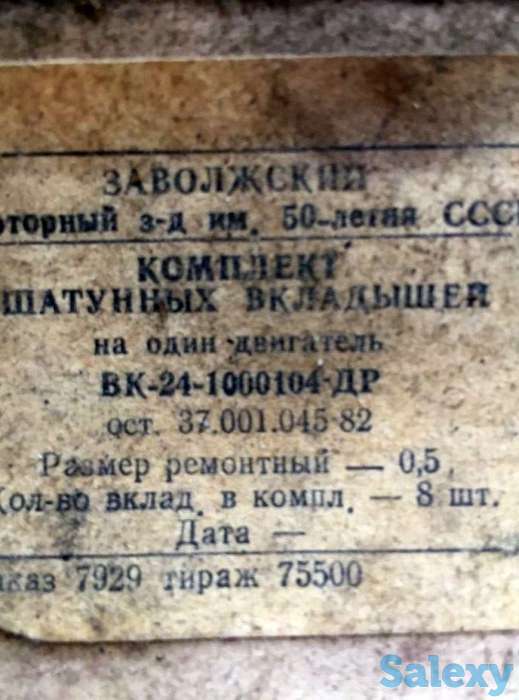 ЗАВОЛЖСКИЙ
оторный з-д им. 50-летия СССР
КОМПЛЕКТ
ШАТУННЫХ ВКЛАДЫШЕЙ
на один двигатель
ВК-24-1000104-ДР
ост. 37.001.045 82
Размер ремонтный — 0,5
Кол-во вклад. в компл. — 8 шт.
Дата —
аказ 7929 тираж 75500
Salexy